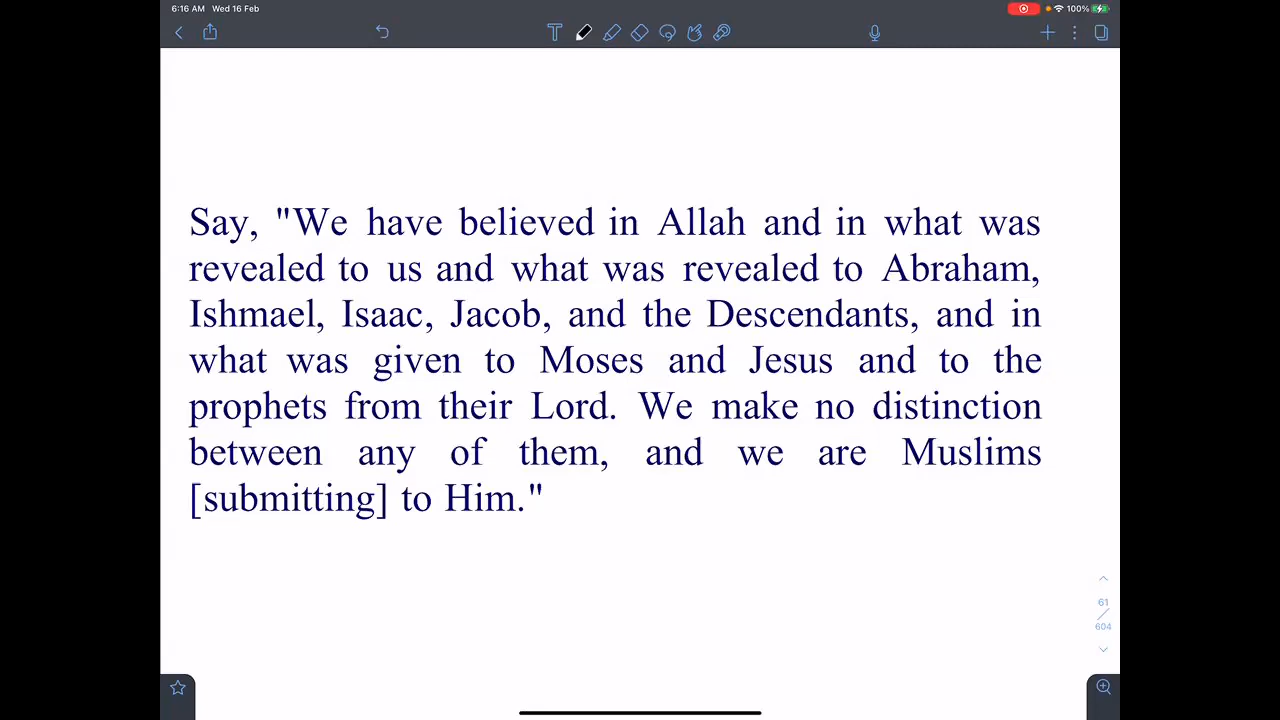 6:16 AM Wed 16 Feb
100%
T
Say, "We have believed in Allah and in what was
revealed to us and what was revealed to Abraham,
Ishmael, Isaac, Jacob, and the Descendants, and in
what was given to Moses and Jesus and to the
prophets from their Lord. We make no distinction
between any of them, and we are Muslims
[submitting] to Him."
61
604